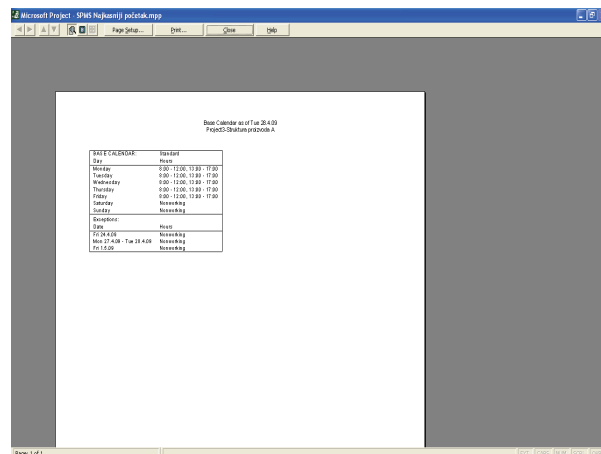 Microsoft Project - SPMS Najkasniji početak.mpp
Page Setup... Print... Close Help
Base Calendar as of Tue 28.4.09
Project3-Struktura proizvoda A
BASE CALENDAR: Standard
Day Hours
Monday 8:00 - 12:00, 13:00 - 17:00
Tuesday 8:00 - 12:00, 13:00 - 17:00
Wednesday 8:00 - 12:00, 13:00 - 17:00
Thursday 8:00 - 12:00, 13:00 - 17:00
Friday 8:00 - 12:00, 13:00 - 17:00
Saturday Nonworking
Sunday Nonworking
Exceptions:
Date Hours
Fri 24.4.09 Nonworking
Mon 27.4.09 - Tue 28.4.09 Nonworking
Fri 1.5.09 Nonworking
Page: 1 of 1